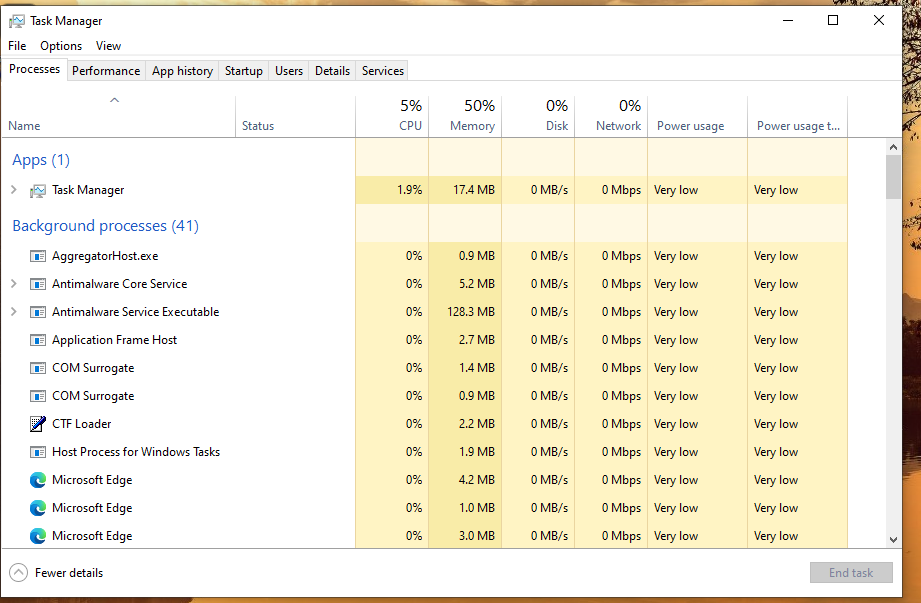 Task Manager
File Options View
Processes Performance App history Startup Users Details Services
5% 50% 0% 0%
Name Status CPU Memory Disk Network Power usage Power usage t...
Apps (1)
Task Manager 1.9% 17.4 MB 0 MB/s 0 Mbps Very low Very low
Background processes (41)
AggregatorHost.exe 0% 0.9 MB 0 MB/s 0 Mbps Very low Very low
Antimalware Core Service 0% 5.2 MB 0 MB/s 0 Mbps Very low Very low
Antimalware Service Executable 0% 128.3 MB 0 MB/s 0 Mbps Very low Very low
Application Frame Host 0% 2.7 MB 0 MB/s 0 Mbps Very low Very low
COM Surrogate 0% 1.4 MB 0 MB/s 0 Mbps Very low Very low
COM Surrogate 0% 0.9 MB 0 MB/s 0 Mbps Very low Very low
CTF Loader 0% 2.2 MB 0 MB/s 0 Mbps Very low Very low
Host Process for Windows Tasks 0% 1.9 MB 0 MB/s 0 Mbps Very low Very low
Microsoft Edge 0% 4.2 MB 0 MB/s 0 Mbps Very low Very low
Microsoft Edge 0% 1.0 MB 0 MB/s 0 Mbps Very low Very low
Microsoft Edge 0% 3.0 MB 0 MB/s 0 Mbps Very low Very low
Fewer details End task